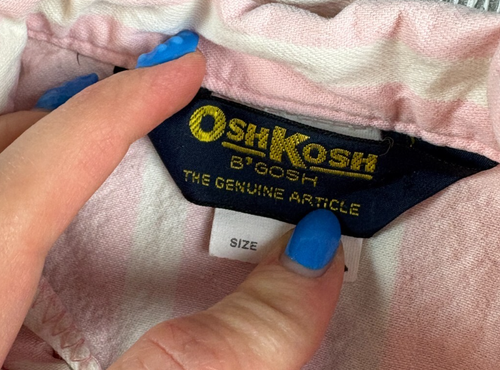 OSHKOSH
B'GOSH
THE GENUINE ARTICLE
SIZE